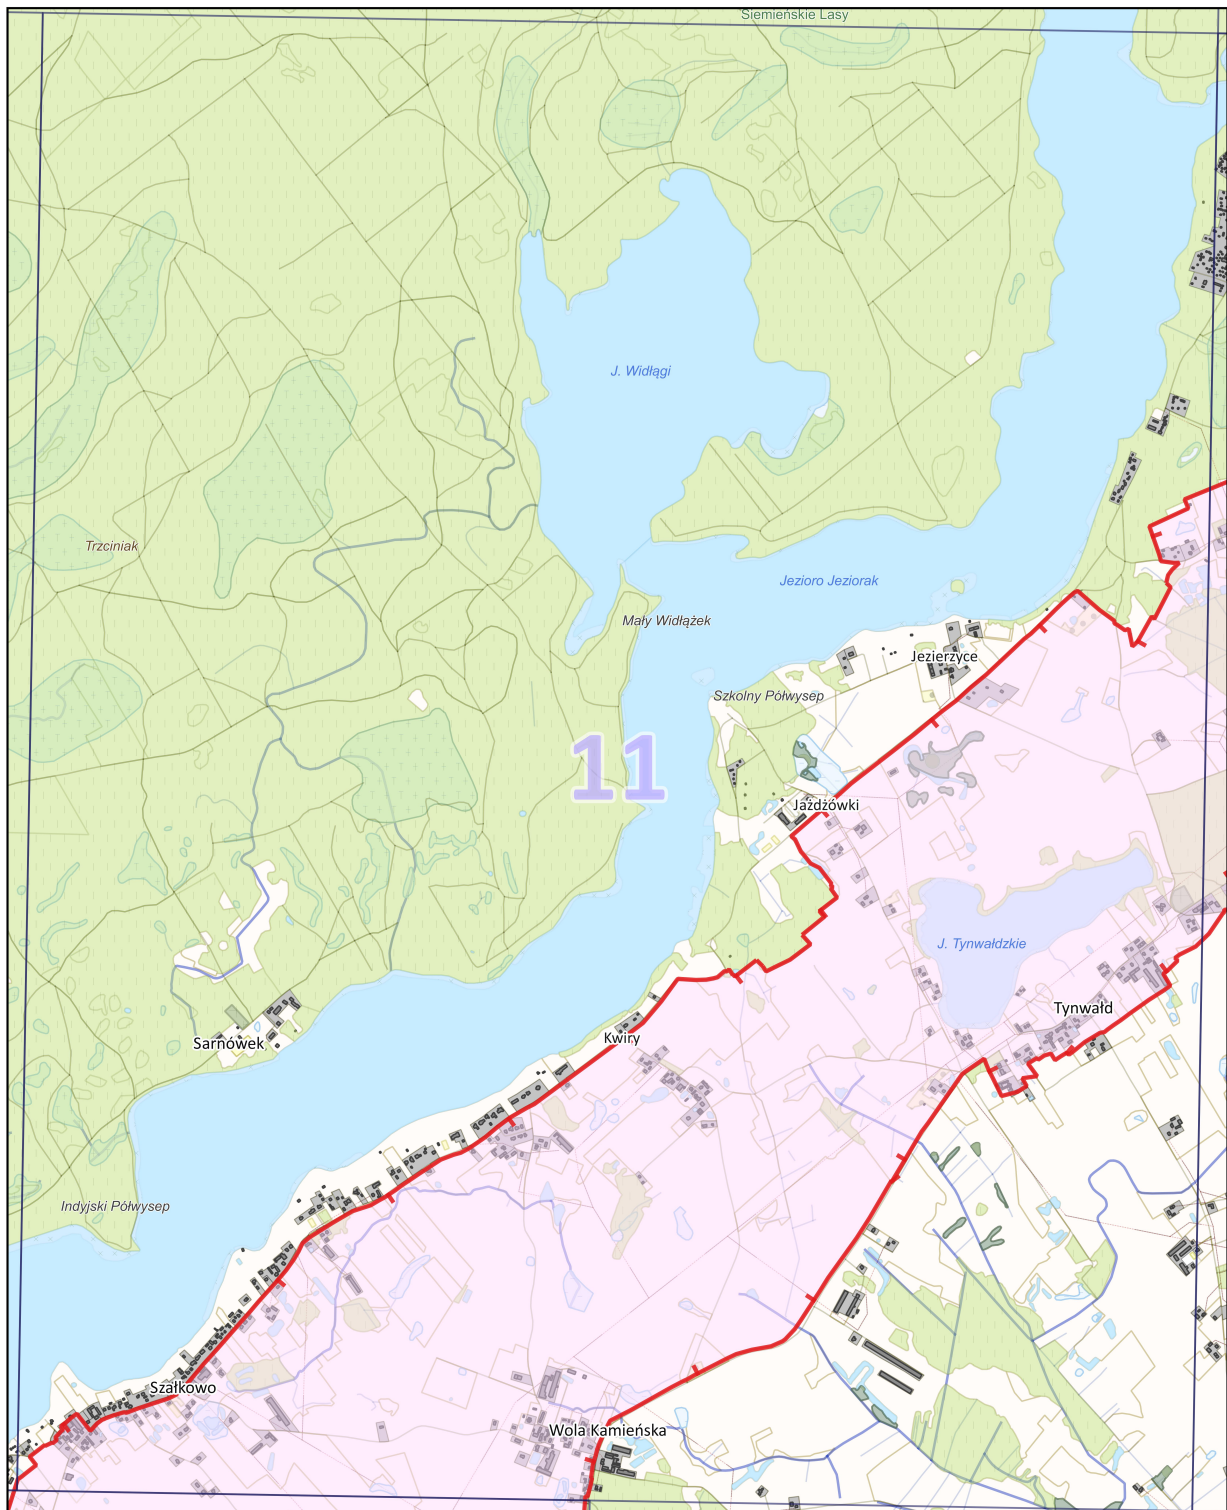 Siemieńskie Lasy
J. Widłągi
Trzciniak
Jezioro Jeziorak
Mały Widłążek
Jezierzyce
Szkolny Półwysep
11
Jażdżówki
J. Tynwałdzkie
Tynwałd
Sarnówek
Kwiry
Indyjski Półwysep
Szałkowo
Wola Kamieńska